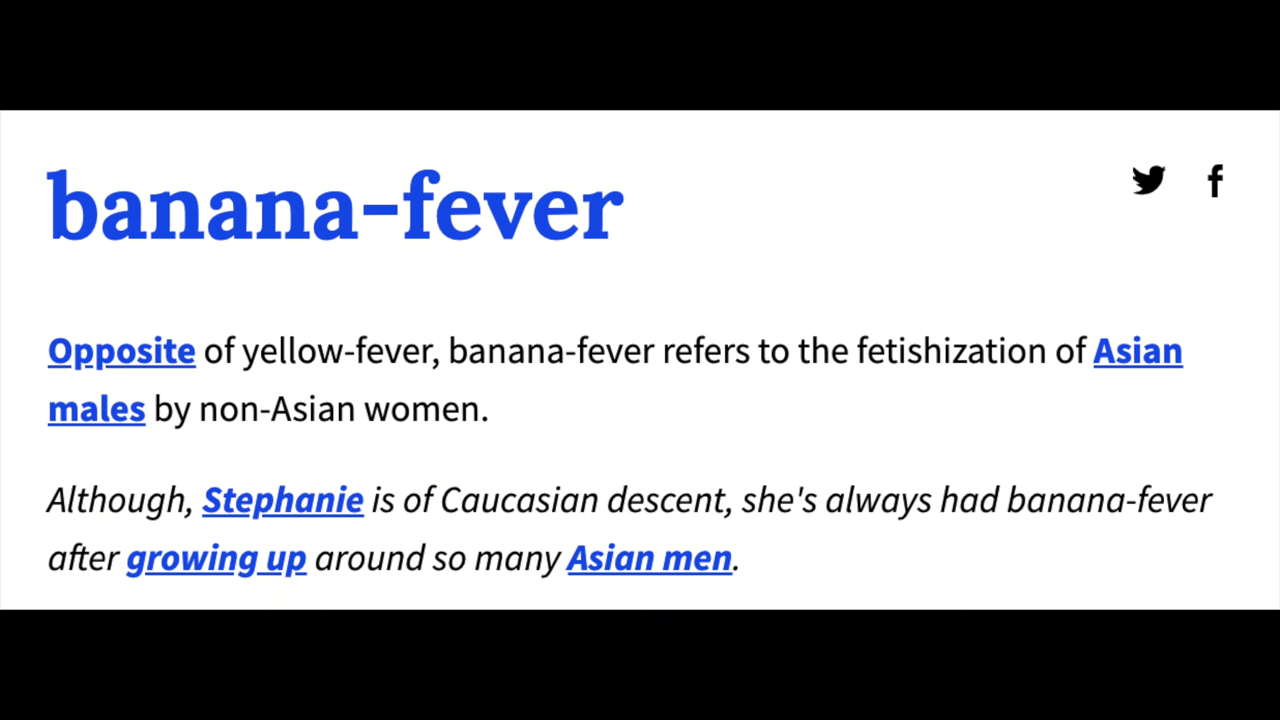 banana-fever
Opposite of yellow-fever, banana-fever refers to the fetishization of Asian
males by non-Asian women.
Although, Stephanie is of Caucasian descent, she's always had banana-fever
after growing up around so many Asian men.